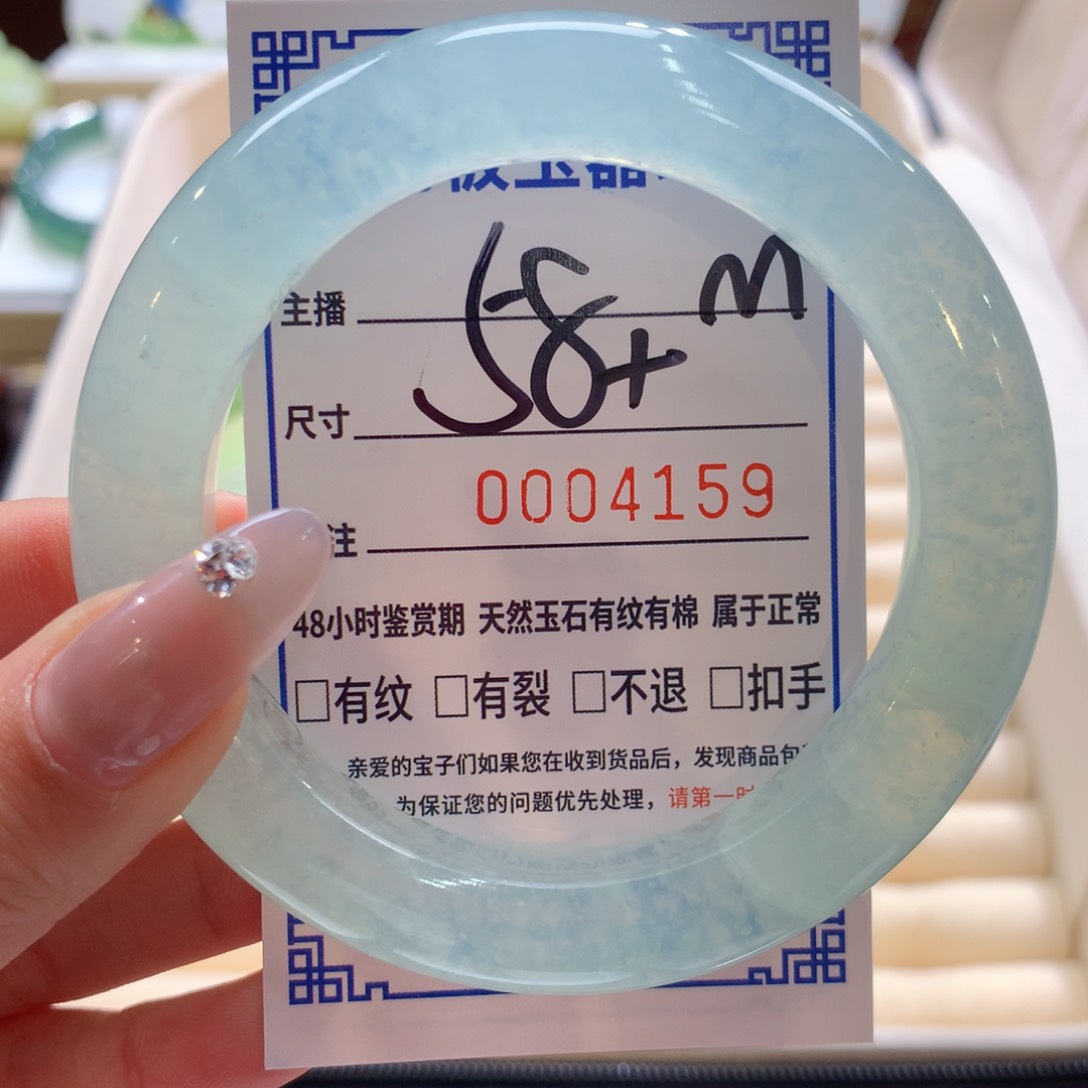 玉器
主播 M
尺寸 58+
0004159
注
48小时鉴赏期 天然玉石有纹有棉 属于正常
□有纹 □有裂 □不退 □扣手
亲爱的宝子们如果您在收到货品后，发现商品包
为保证您的问题优先处理，请第一时